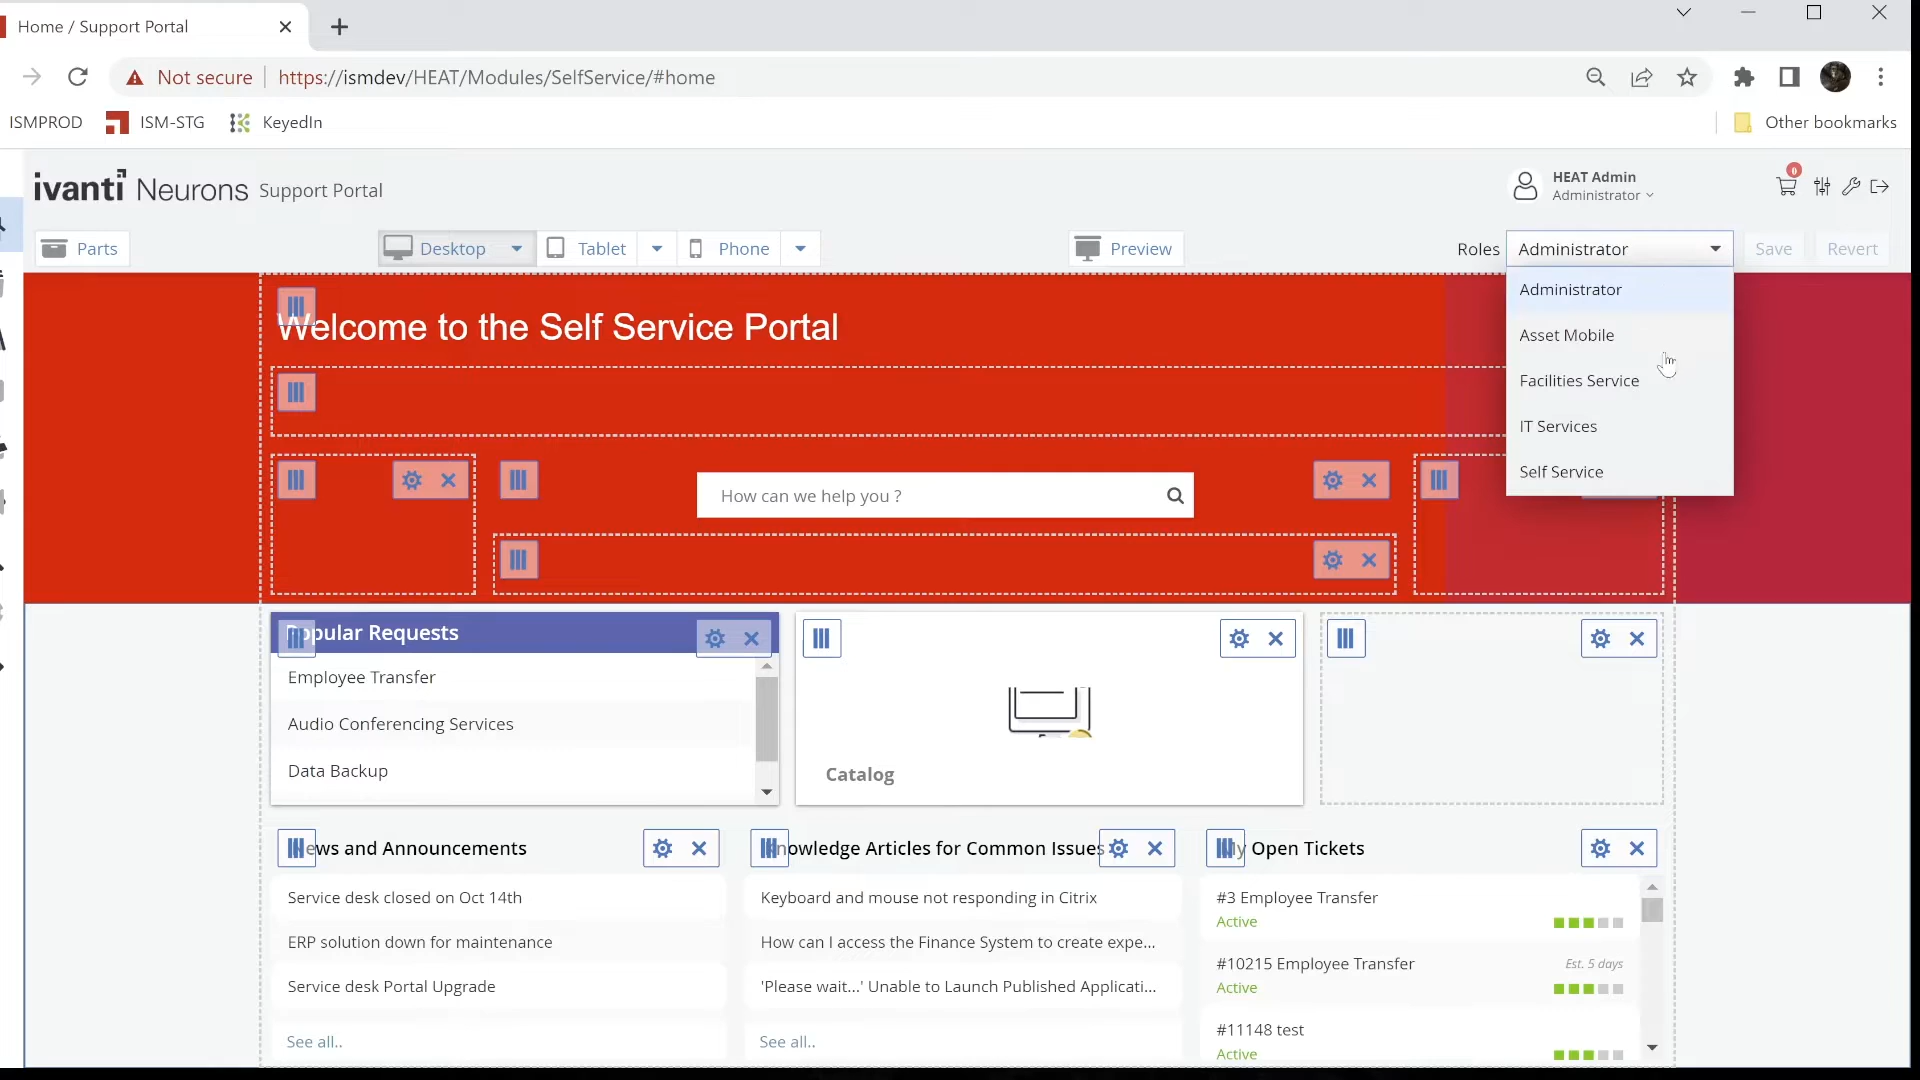 Home / Support Portal
Not secure
https://ismdev/HEAT/Modules/SelfService/#home
ISMPROD
ISM-STG
KeyedIn
Other bookmarks
ivanti Neurons Support Portal
HEAT Admin
Administrator
0
Parts
Desktop
Tablet
Phone
Preview
Roles
Administrator
Save
Revert
Administrator
Asset Mobile
Facilities Service
IT Services
Self Service
Welcome to the Self Service Portal
How can we help you ?
Popular Requests
Employee Transfer
Audio Conferencing Services
Data Backup
Catalog
News and Announcements
Service desk closed on Oct 14th
ERP solution down for maintenance
Service desk Portal Upgrade
See all..
Knowledge Articles for Common Issues
Keyboard and mouse not responding in Citrix
How can I access the Finance System to create expe...
'Please wait...' Unable to Launch Published Applicati...
See all..
My Open Tickets
#3 Employee Transfer
Active
#10215 Employee Transfer
Est. 5 days
Active
#11148 test
Active